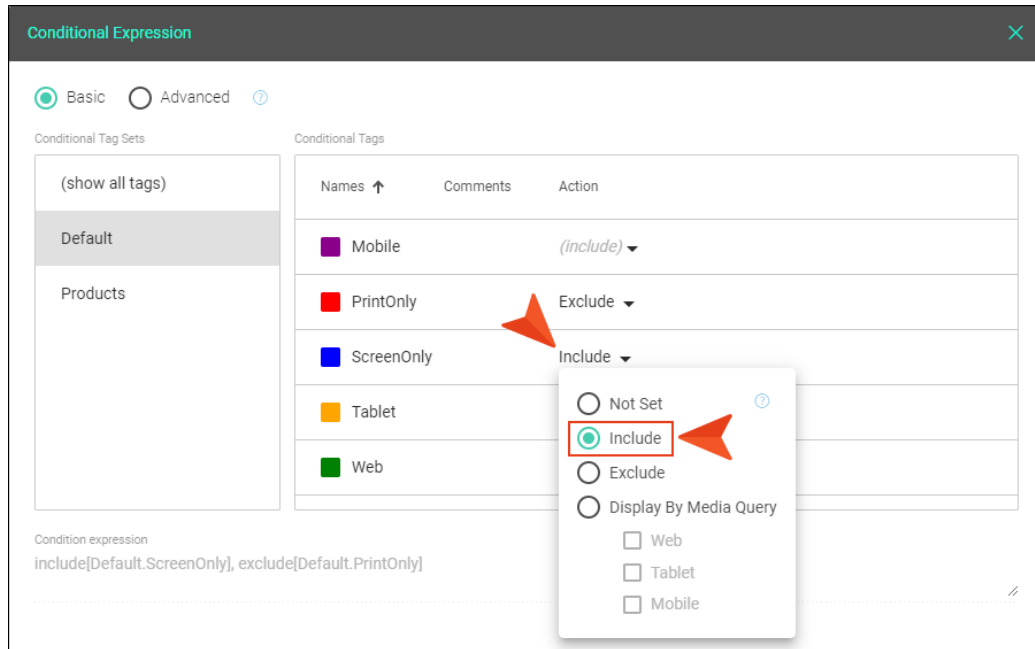 Conditional Expression
Basic Advanced
Conditional Tag Sets
Conditional Tags
(show all tags)
Default
Products
Names Comments Action
Mobile (include)
PrintOnly Exclude
ScreenOnly Include
Tablet
Web
Not Set ?
Include
Exclude
Display By Media Query
Web
Tablet
Mobile
Condition expression
include[Default.ScreenOnly], exclude[Default.PrintOnly]